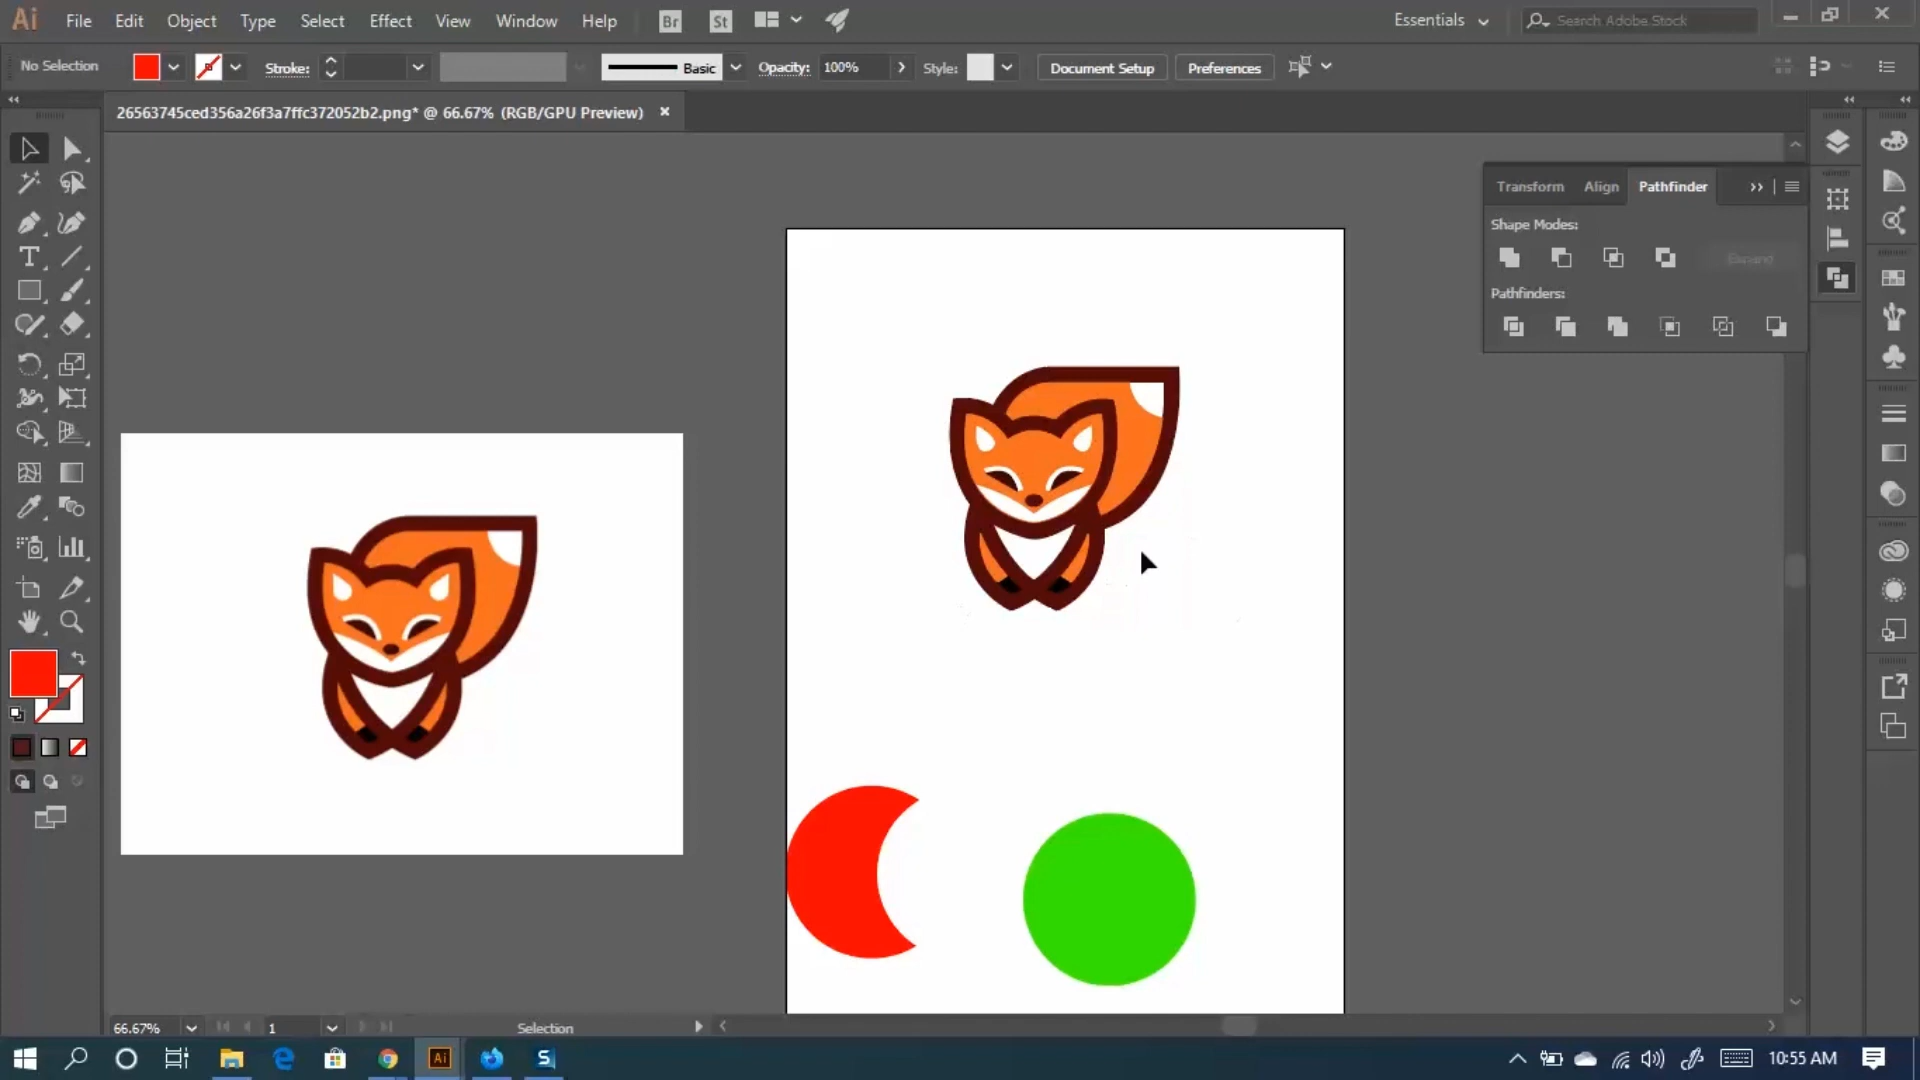 Ai File Edit Object Type Select Effect View Window Help Br St Essentials Search Adobe Stock
No Selection Stroke: Basic Opacity: 100% Style: Document Setup Preferences
26563745ced356a26f3a7ffc372052b2.png* @ 66.67% (RGB/GPU Preview)
Transform Align Pathfinder
Shape Modes:
Expand
Pathfinders:
66.67% 1 Selection
Ai S 10:55 AM